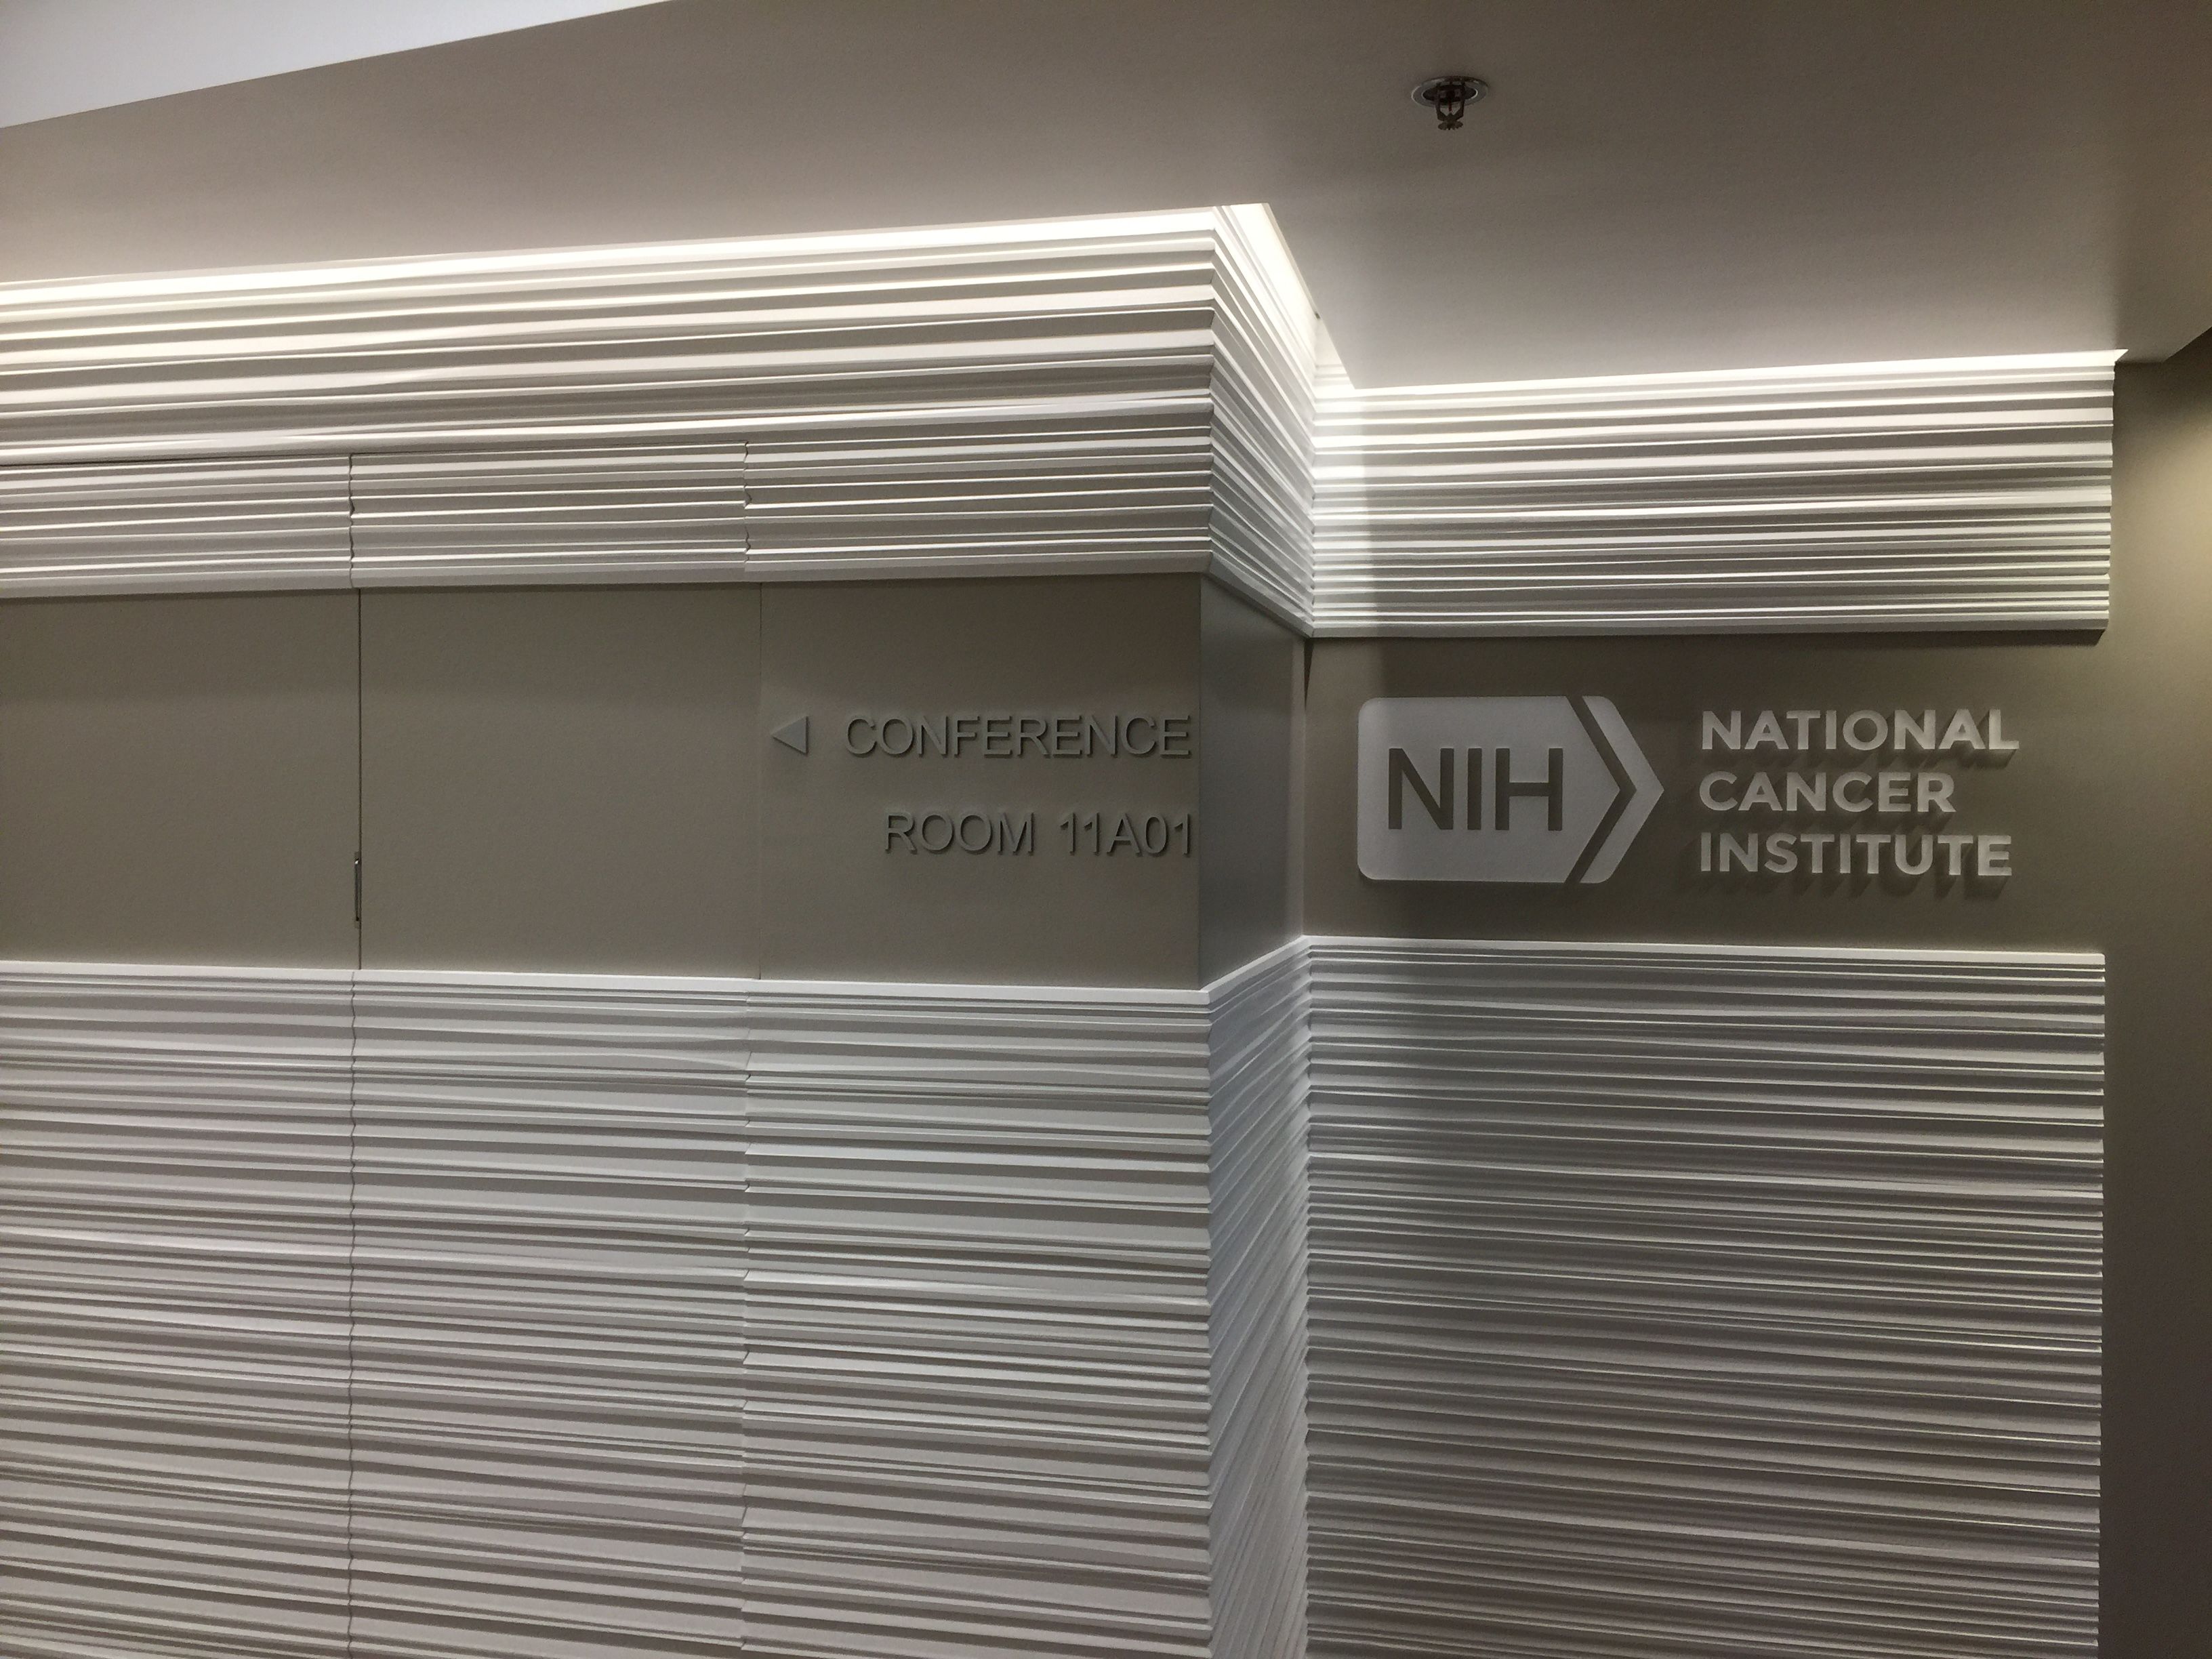 CONFERENCE
ROOM 11A01
NIH
NATIONAL
CANCER
INSTITUTE